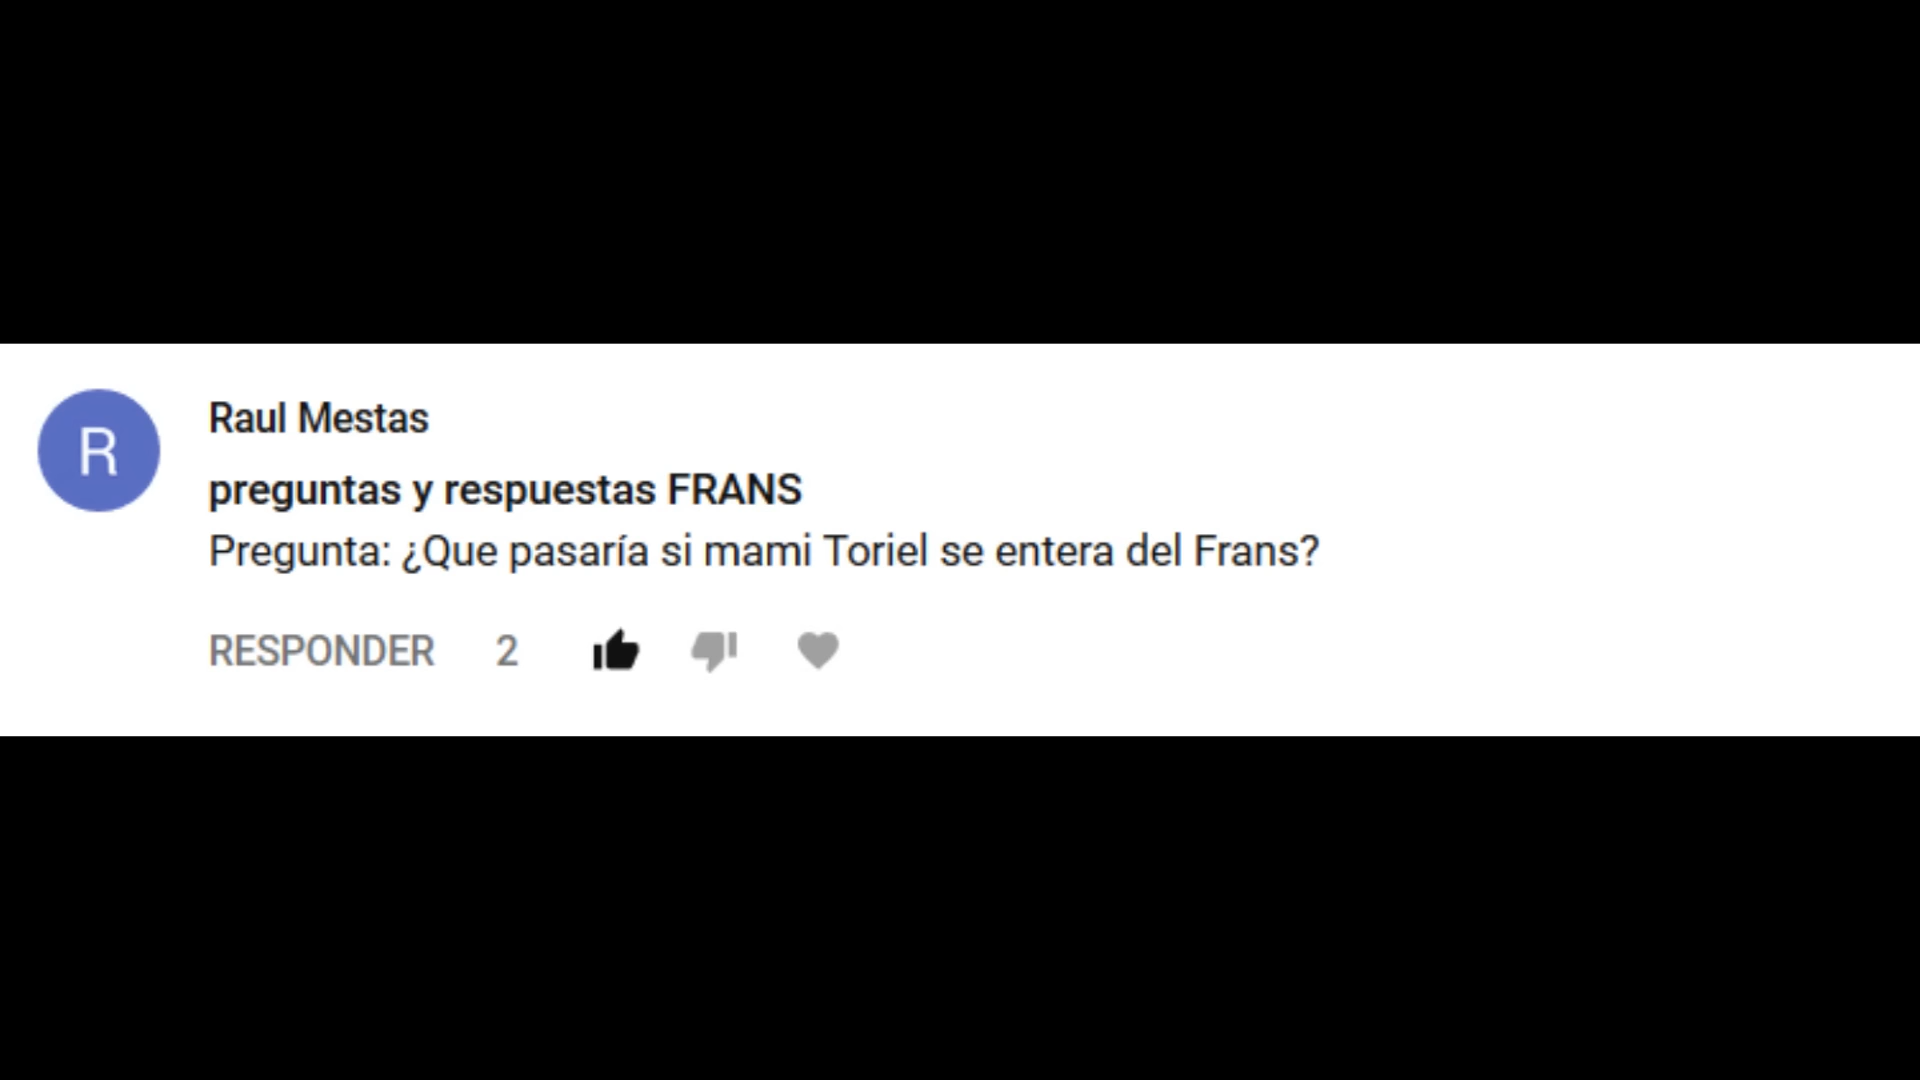 R
Raul Mestas
preguntas y respuestas FRANS
Pregunta: ¿Que pasaría si mami Toriel se entera del Frans?
RESPONDER 2